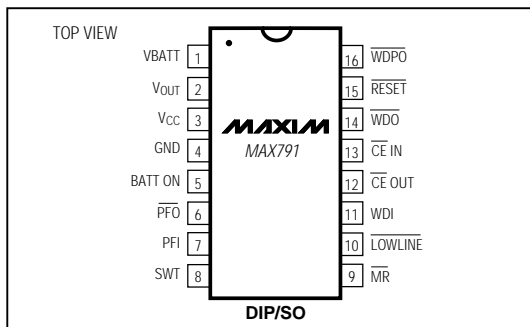 TOP VIEW
VBATT 1
VOUT 2
VCC 3
GND 4
BATT ON 5
PFO 6
PFI 7
SWT 8
MAXIM
MAX791
16 WDPO
15 RESET
14 WDO
13 CE IN
12 CE OUT
11 WDI
10 LOWLINE
9 MR
DIP/SO